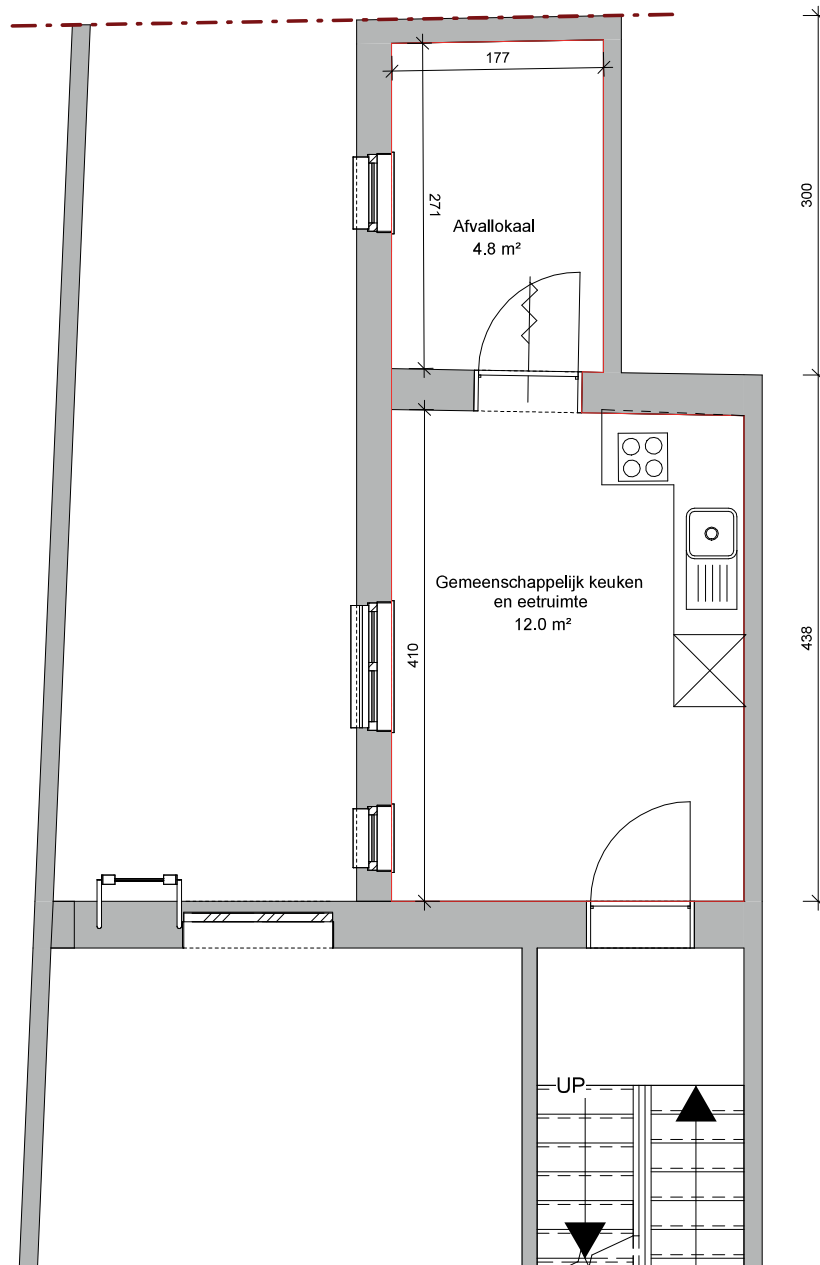 177
300
271
Afvallokaal
4.8 m²
Gemeenschappelijk keuken
en eetruimte
12.0 m²
410
438
UP